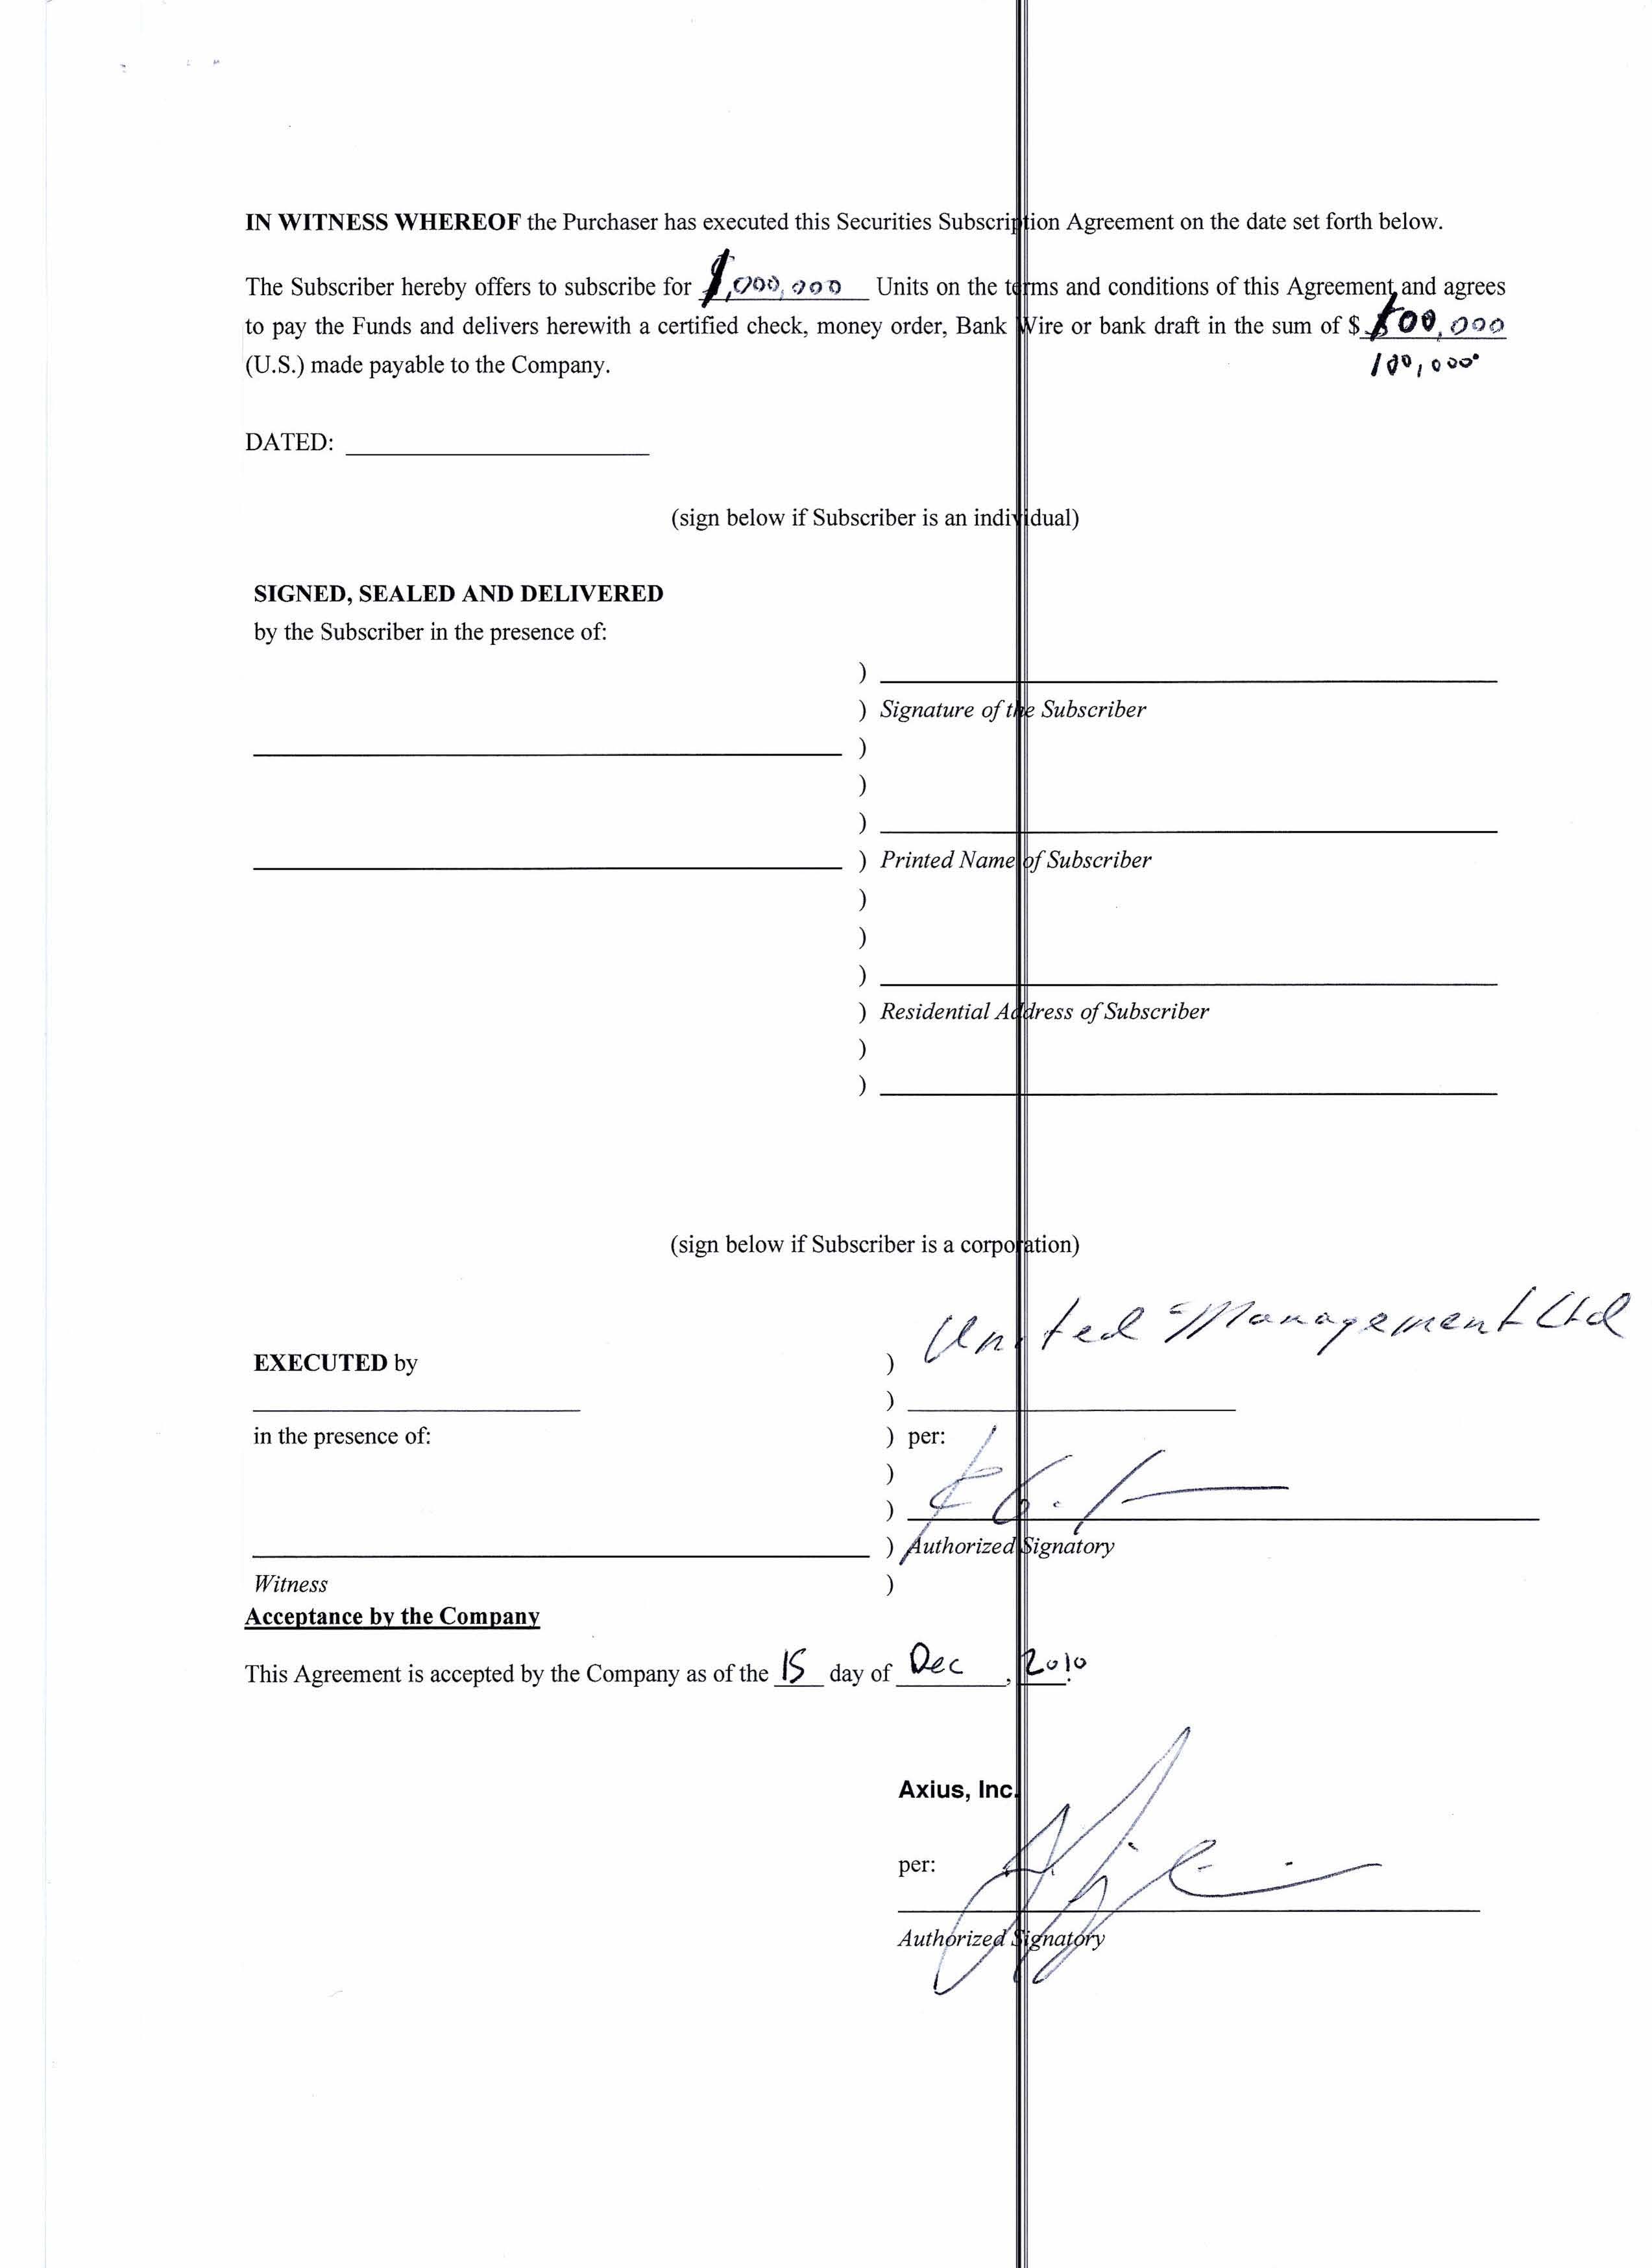 IN WITNESS WHEREOF the Purchaser has executed this Securities Subscription Agreement on the date set forth below.
The Subscriber hereby offers to subscribe for 1,000,000 Units on the terms and conditions of this Agreement and agrees
to pay the Funds and delivers herewith a certified check, money order, Bank Wire or bank draft in the sum of $ 100,000
(U.S.) made payable to the Company.
100,000
DATED:
(sign below if Subscriber is an individual)
SIGNED, SEALED AND DELIVERED
by the Subscriber in the presence of:
)
) Signature of the Subscriber
)
)
)
) Printed Name of Subscriber
)
)
)
) Residential Address of Subscriber
)
)
(sign below if Subscriber is a corporation)
United Management Ltd
EXECUTED by )
)
in the presence of: ) per:
)
)
) Authorized Signatory
Witness )
Acceptance by the Company
This Agreement is accepted by the Company as of the 15 day of Dec, 2010.
Axius, Inc.
per:
Authorized Signatory